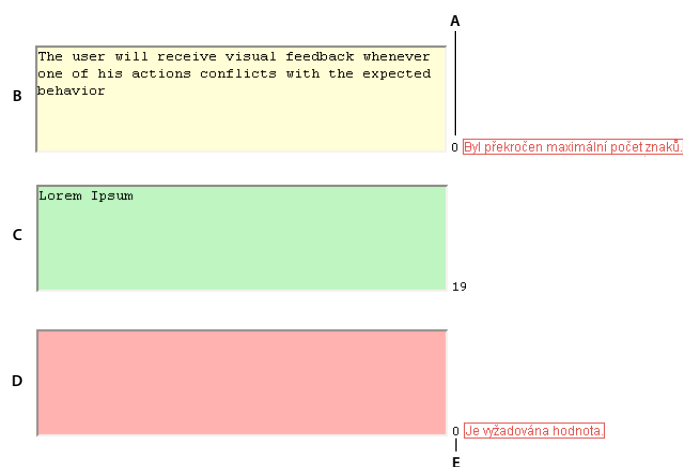 A
B
The user will receive visual feedback whenever
one of his actions conflicts with the expected
behavior
0 Byl překročen maximální počet znaků.
C
Lorem Ipsum
19
D
0 Je vyžadována hodnota.
E